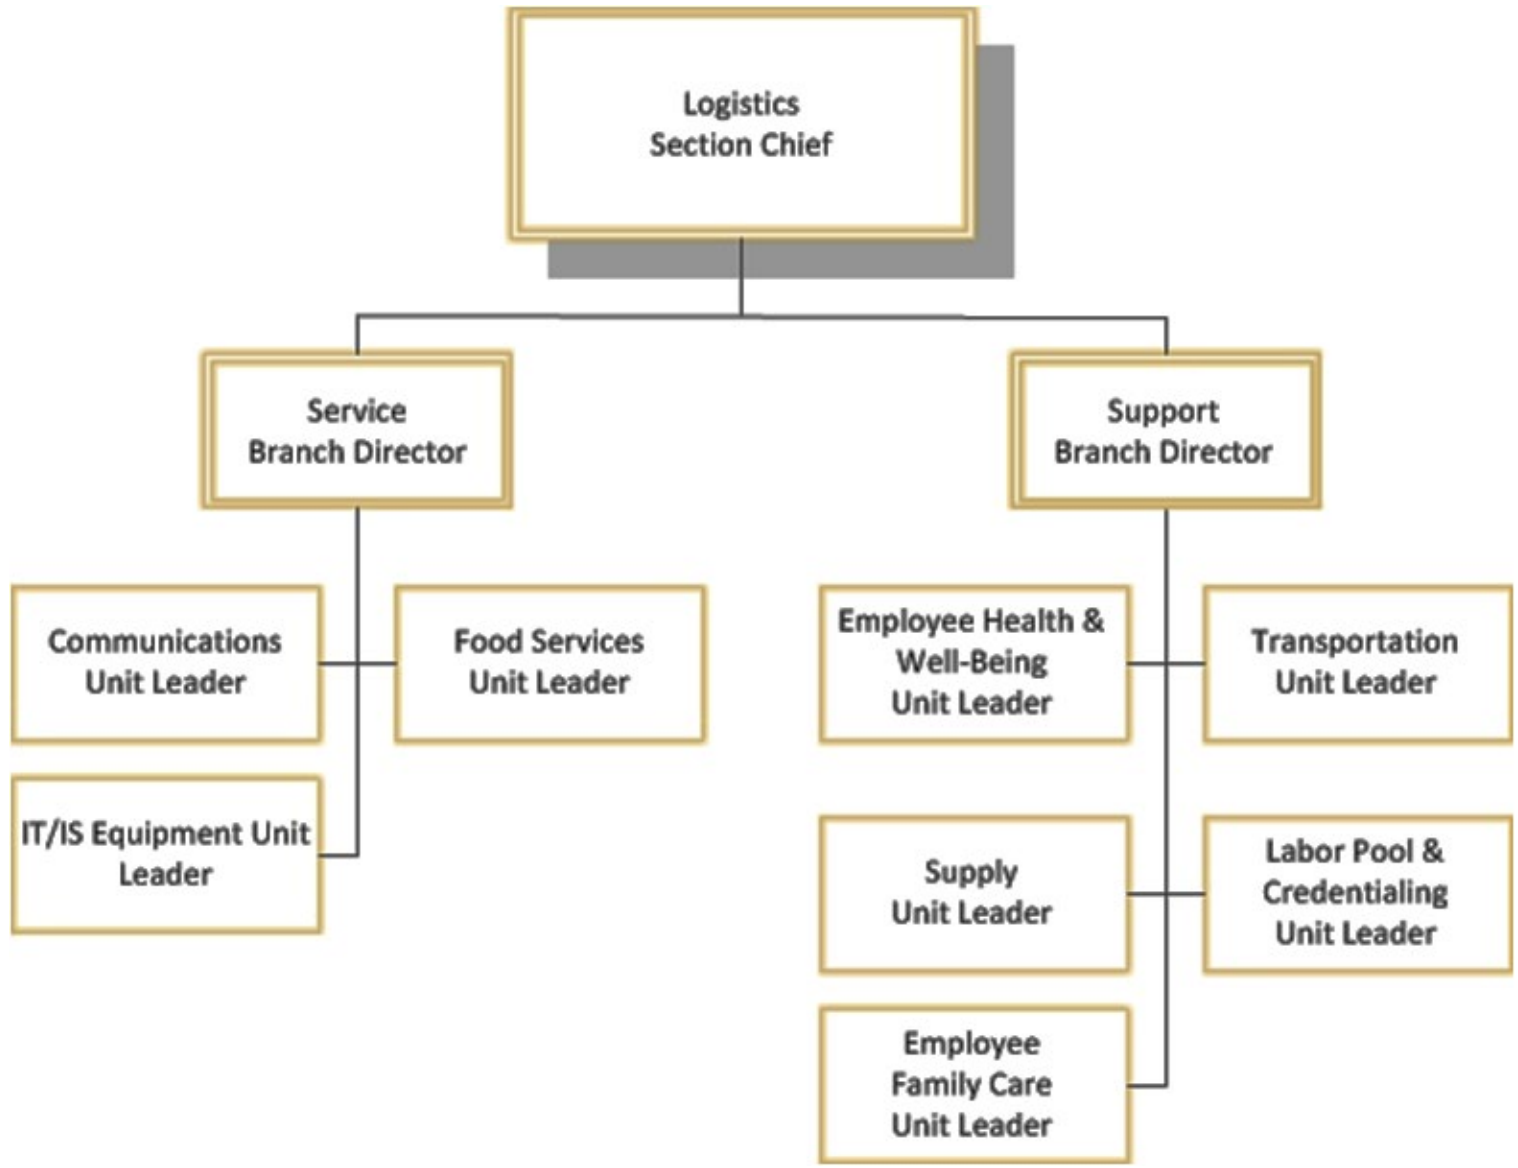 Logistics
Section Chief
Service
Branch Director
Support
Branch Director
Communications
Unit Leader
Food Services
Unit Leader
Employee Health &
Well-Being
Unit Leader
Transportation
Unit Leader
IT/IS Equipment Unit
Leader
Supply
Unit Leader
Labor Pool &
Credentialing
Unit Leader
Employee
Family Care
Unit Leader